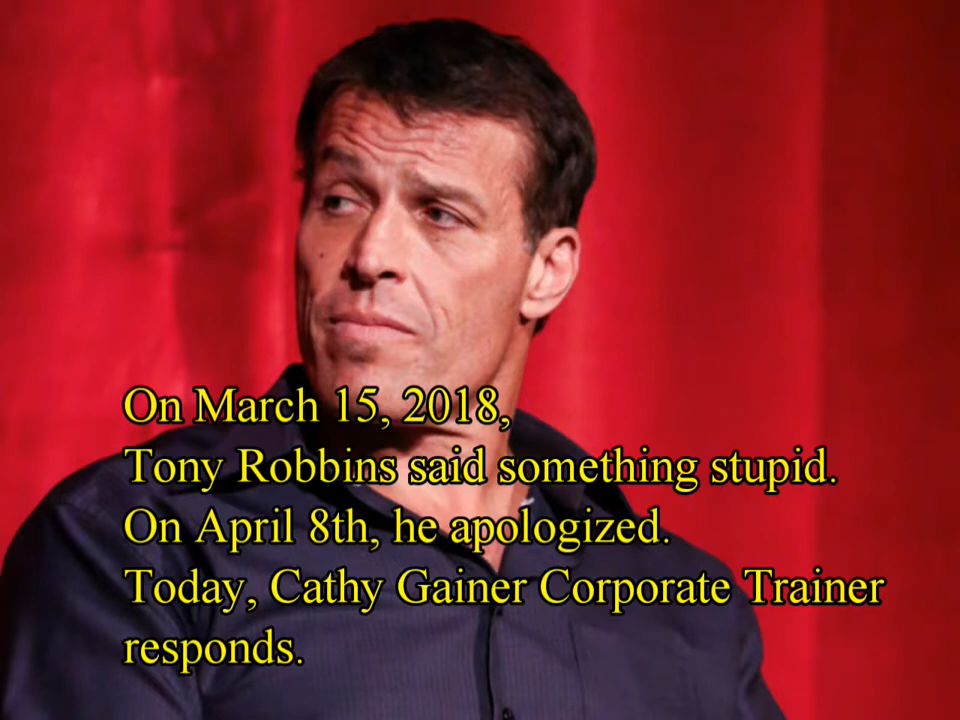 On March 15, 2018,
Tony Robbins said something stupid.
On April 8th, he apologized.
Today, Cathy Gainer Corporate Trainer
responds.